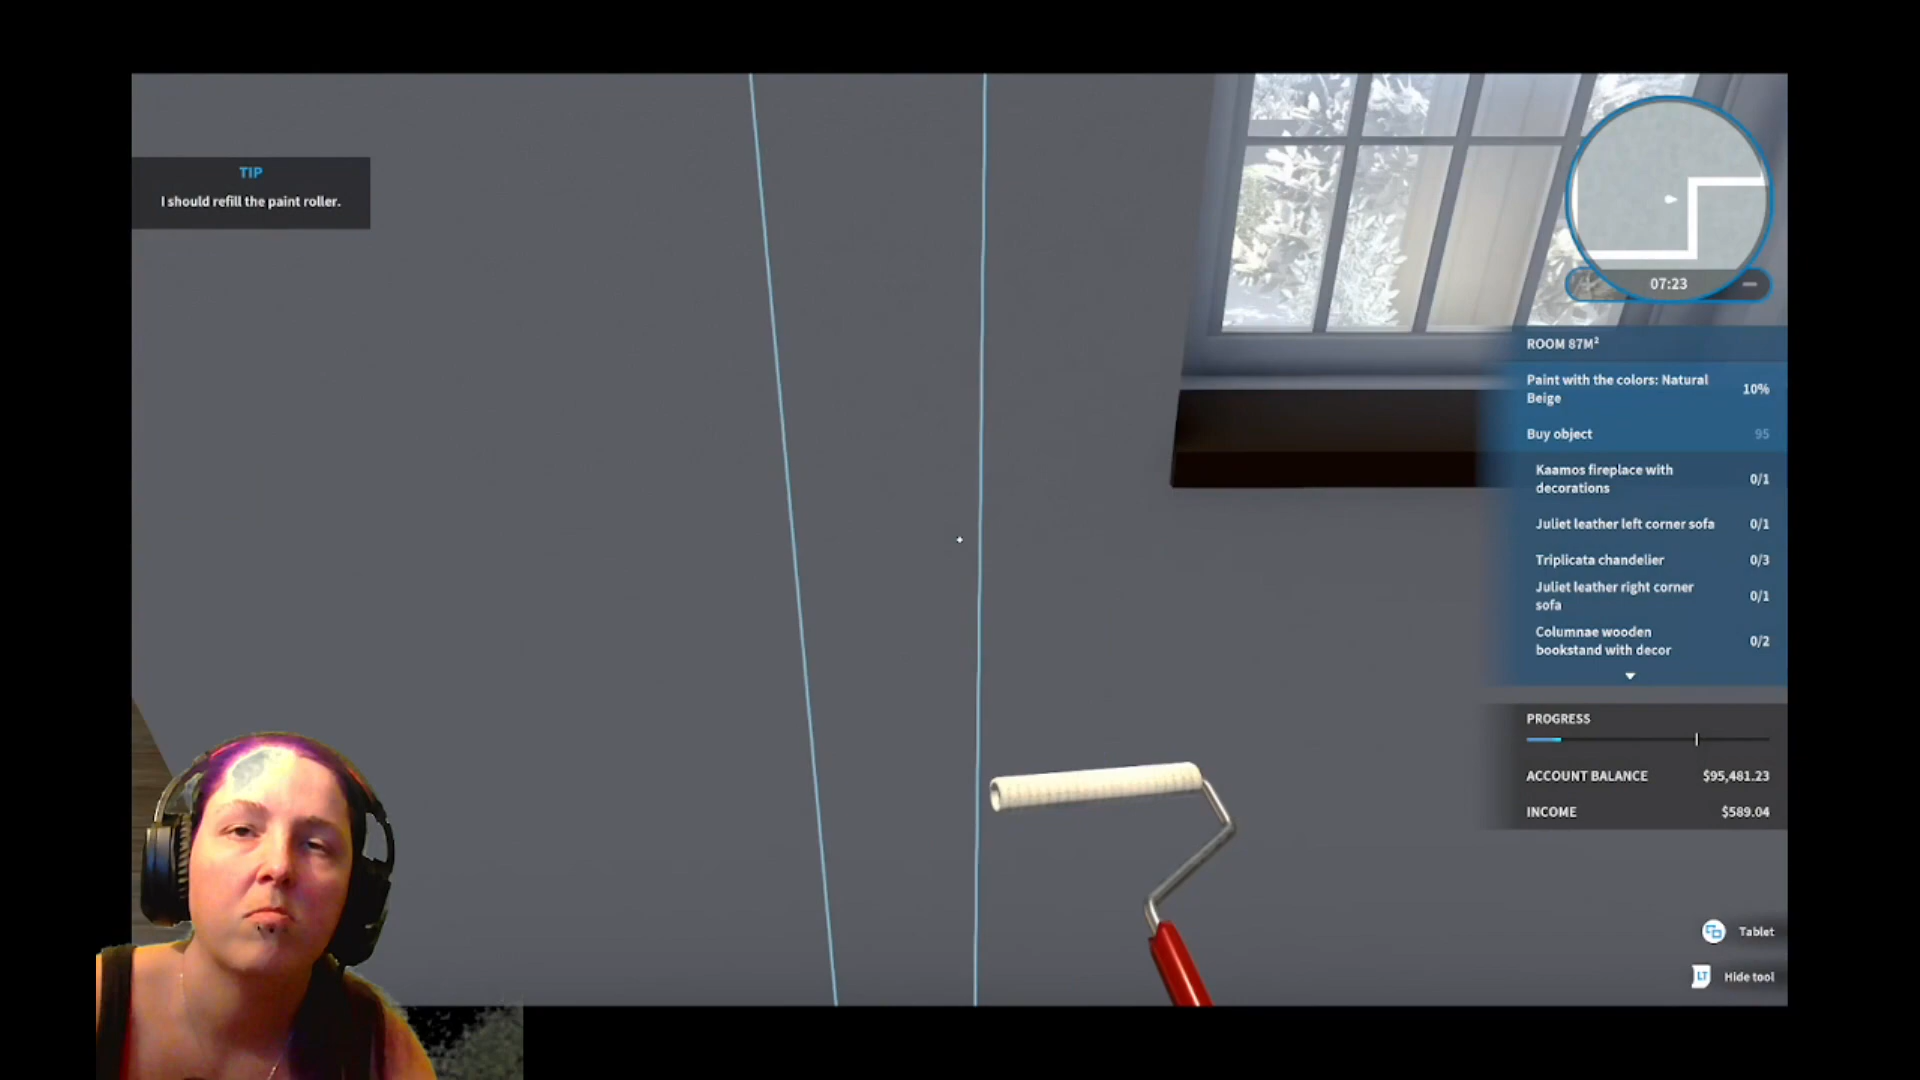 TIP
I should refill the paint roller.
07:23
ROOM 87M²
Paint with the colors: Natural
Beige
10%
Buy object
95
Kaamos fireplace with
decorations
0/1
Juliet leather left corner sofa
0/1
Triplicata chandelier
0/3
Juliet leather right corner
sofa
0/1
Columnae wooden
bookstand with decor
0/2
PROGRESS
ACCOUNT BALANCE
$95,481.23
INCOME
$589.04
Tablet
LT
Hide tool